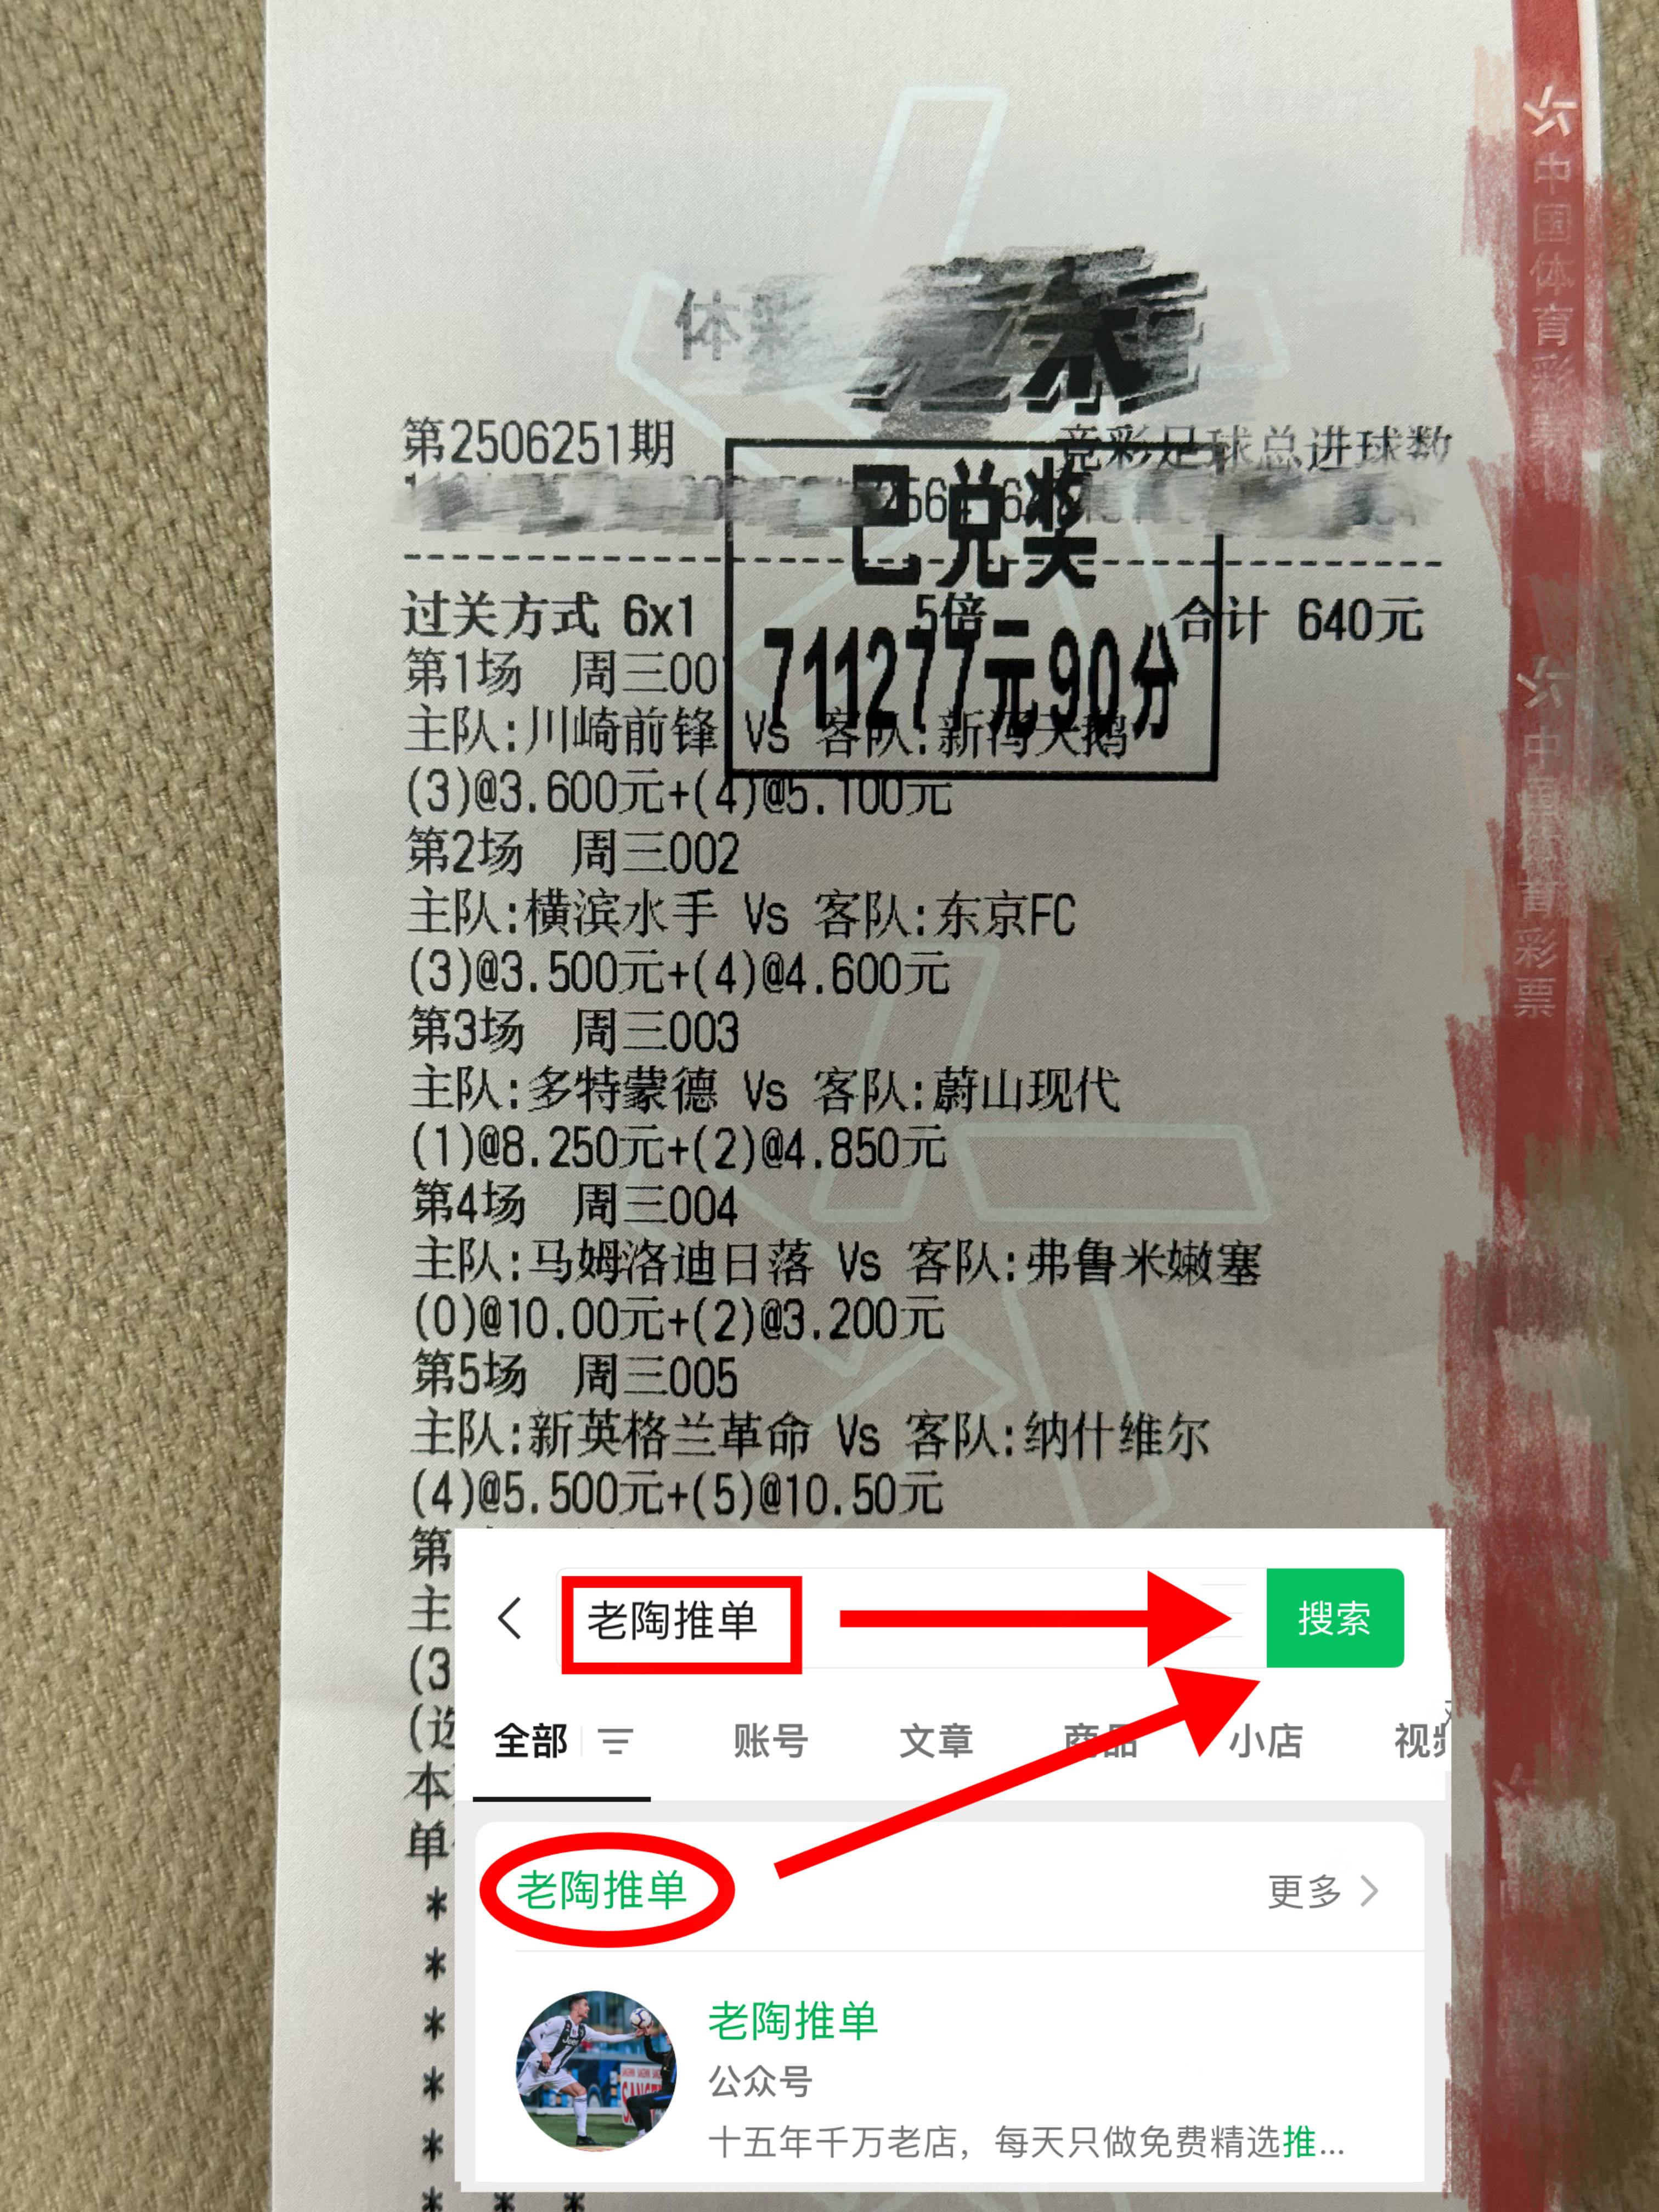 体彩
第2506251期
竞彩足球总进球数
已兑奖
711277元90分
过关方式 6x1 5倍 合计 640元
第1场 周三00
主队:川崎前锋 Vs 客队:新潟天鹅
(3)@3.600元+(4)@5.100元
第2场 周三002
主队:横滨水手 Vs 客队:东京FC
(3)@3.500元+(4)@4.600元
第3场 周三003
主队:多特蒙德 Vs 客队:蔚山现代
(1)@8.250元+(2)@4.850元
第4场 周三004
主队:马姆洛迪日落 Vs 客队:弗鲁米嫩塞
(0)@10.00元+(2)@3.200元
第5场 周三005
主队:新英格兰革命 Vs 客队:纳什维尔
(4)@5.500元+(5)@10.50元
第
主
(3
(选
本
单
*
*
*
*
*
* * *
老陶推单
搜索
全部 账号 文章 商品 小店 视频
老陶推单
更多
老陶推单
公众号
十五年千万老店，每天只做免费精选推...
中国体育彩
中国体育彩票